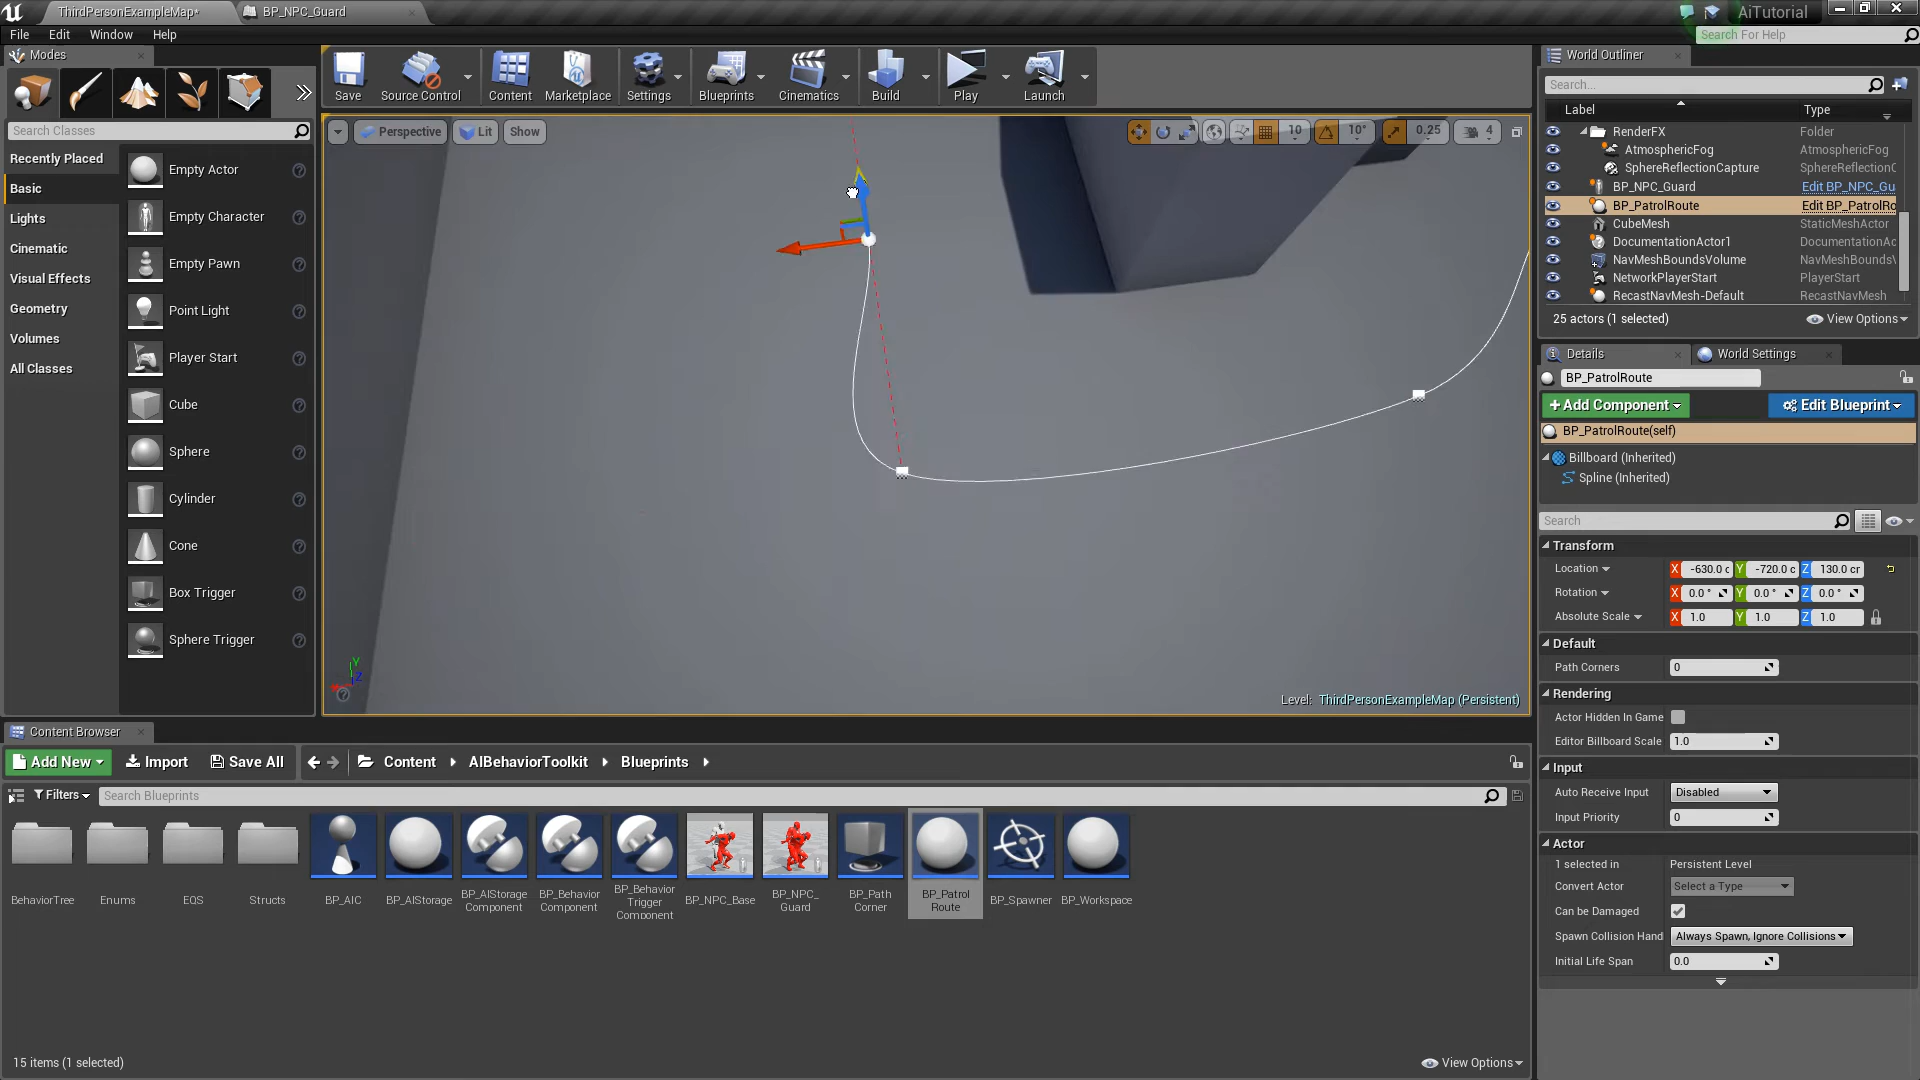 ThirdPersonExampleMap*
BP_NPC_Guard
AiTutorial
File Edit Window Help
Search For Help
Modes
Save
Source Control
Content
Marketplace
Settings
Blueprints
Cinematics
Build
Play
Launch
Search Classes
Recently Placed
Basic
Lights
Cinematic
Visual Effects
Geometry
Volumes
All Classes
Empty Actor
Empty Character
Empty Pawn
Point Light
Player Start
Cube
Sphere
Cylinder
Cone
Box Trigger
Sphere Trigger
Perspective
Lit
Show
10
10°
0.25
4
Y
Z
Level: ThirdPersonExampleMap (Persistent)
World Outliner
Search...
Label Type
RenderFX Folder
AtmosphericFog AtmosphericFog
SphereReflectionCapture SphereReflectionC
BP_NPC_Guard Edit BP_NPC_Gu
BP_PatrolRoute Edit BP_PatrolRo
CubeMesh StaticMeshActor
DocumentationActor1 DocumentationAc
NavMeshBoundsVolume NavMeshBoundsV
NetworkPlayerStart PlayerStart
RecastNavMesh-Default RecastNavMesh
25 actors (1 selected)
View Options
Details
World Settings
BP_PatrolRoute
+ Add Component
Edit Blueprint
BP_PatrolRoute(self)
Billboard (Inherited)
Spline (Inherited)
Search
Transform
Location X -630.0 c Y -720.0 c Z 130.0 cr
Rotation X 0.0 ° Y 0.0 ° Z 0.0 °
Absolute Scale X 1.0 Y 1.0 Z 1.0
Default
Path Corners 0
Rendering
Actor Hidden In Game
Editor Billboard Scale 1.0
Input
Auto Receive Input Disabled
Input Priority 0
Actor
1 selected in Persistent Level
Convert Actor Select a Type
Can be Damaged
Spawn Collision Hand Always Spawn, Ignore Collisions
Initial Life Span 0.0
Content Browser
Add New
Import
Save All
Content
AIBehaviorToolkit
Blueprints
Filters
Search Blueprints
BehaviorTree
Enums
EQS
Structs
BP_AIC
BP_AIStorage
BP_AIStorage
Component
BP_Behavior
Component
BP_Behavior
Trigger
Component
BP_NPC_Base
BP_NPC_
Guard
BP_Path
Corner
BP_Patrol
Route
BP_Spawner
BP_Workspace
15 items (1 selected)
View Options